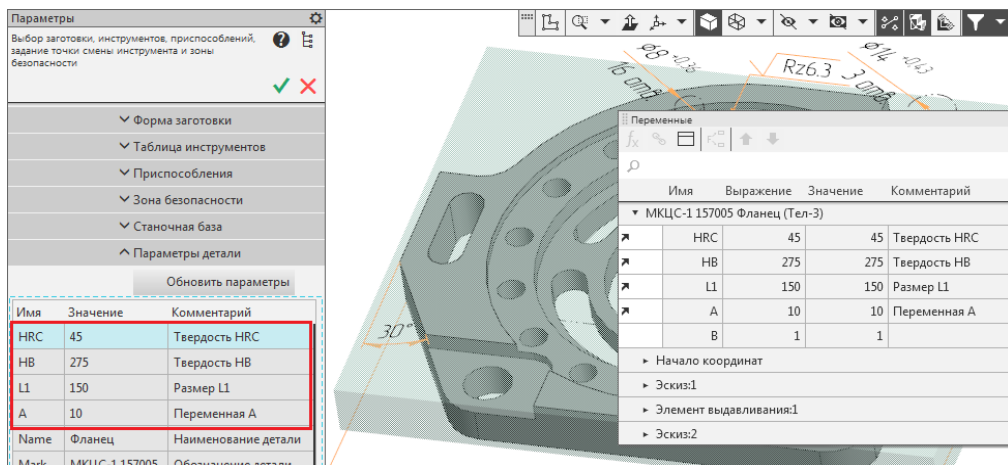 Параметры
Выбор заготовки, инструментов, приспособлений,
задание точки смены инструмента и зоны
безопасности
Форма заготовки
Таблица инструментов
Приспособления
Зона безопасности
Станочная база
Параметры детали
Обновить параметры
Имя Значение Комментарий
HRC 45 Твердость HRC
HB 275 Твердость HB
L1 150 Размер L1
A 10 Переменная A
Name Фланец Наименование детали
Mark МКЦС-1 157005 Обозначение детали
Ø8 -0,36
16 отв.
Rz6.3
Ø14 -0,43
3 отв.
30°
Переменные
Имя Выражение Значение Комментарий
МКЦС-1 157005 Фланец (Тел-3)
HRC 45 45 Твердость HRC
HB 275 275 Твердость HB
L1 150 150 Размер L1
A 10 10 Переменная A
B 1 1
Начало координат
Эскиз:1
Элемент выдавливания:1
Эскиз:2